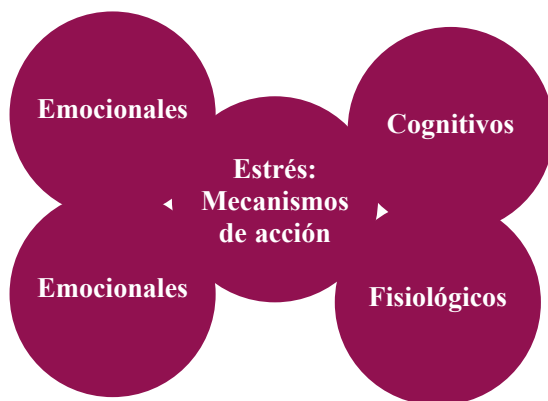 Emocionales
Cognitivos
Estrés:
Mecanismos
de acción
Emocionales
Fisiológicos